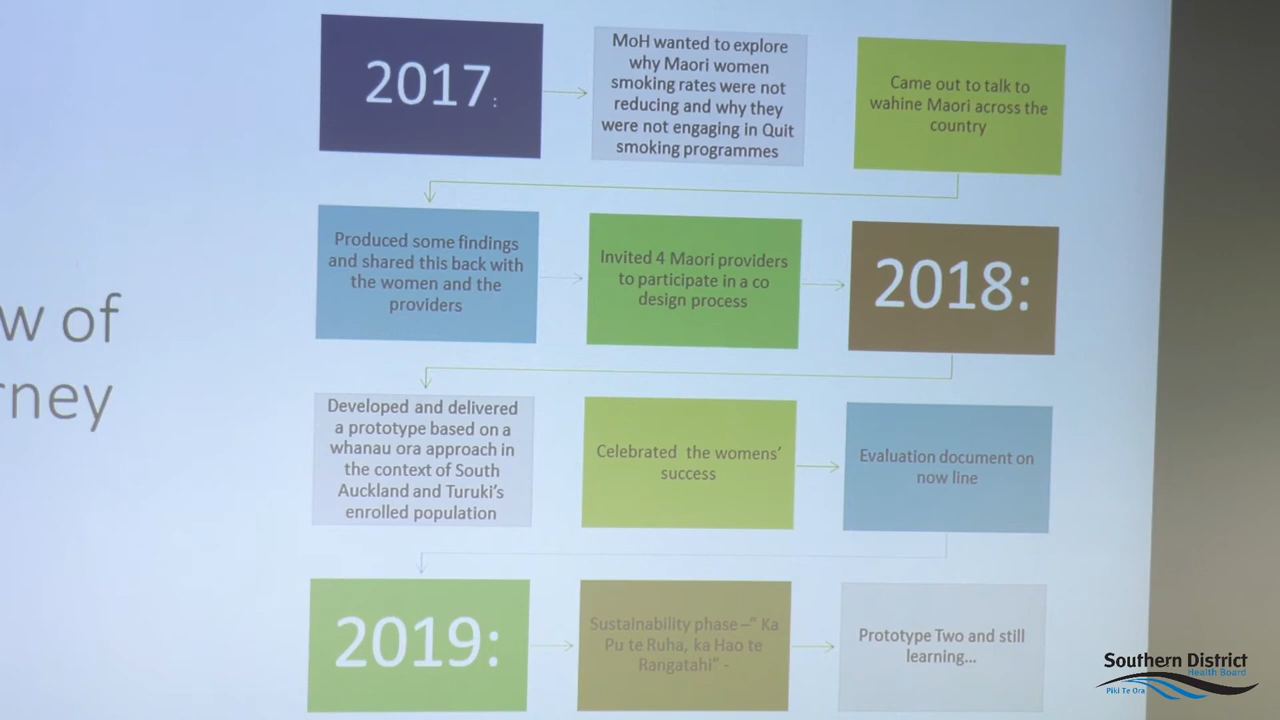 w of
rney
2017:
MoH wanted to explore
why Maori women
smoking rates were not
reducing and why they
were not engaging in Quit
smoking programmes
Came out to talk to
wahine Maori across the
country
Produced some findings
and shared this back with
the women and the
providers
Invited 4 Maori providers
to participate in a co
design process
2018:
Developed and delivered
a prototype based on a
whanau ora approach in
the context of South
Auckland and Turuki's
enrolled population
Celebrated the womens'
success
Evaluation document on
now line
2019:
Sustainability phase –" Ka
Pu te Ruha, ka Hao te
Rangatahi" -
Prototype Two and still
learning...
Southern District
Health Board
Piki Te Ora